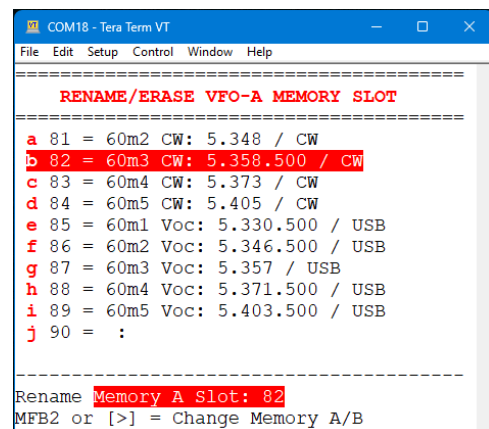 COM18 - Tera Term VT
File Edit Setup Control Window Help
=============================================
RENAME/ERASE VFO-A MEMORY SLOT
=============================================
a 81 = 60m2 CW: 5.348 / CW
b 82 = 60m3 CW: 5.358.500 / CW
c 83 = 60m4 CW: 5.373 / CW
d 84 = 60m5 CW: 5.405 / CW
e 85 = 60m1 Voc: 5.330.500 / USB
f 86 = 60m2 Voc: 5.346.500 / USB
g 87 = 60m3 Voc: 5.357 / USB
h 88 = 60m4 Voc: 5.371.500 / USB
i 89 = 60m5 Voc: 5.403.500 / USB
j 90 =  :
---------------------------------------------
Rename Memory A Slot: 82
MFB2 or [>] = Change Memory A/B